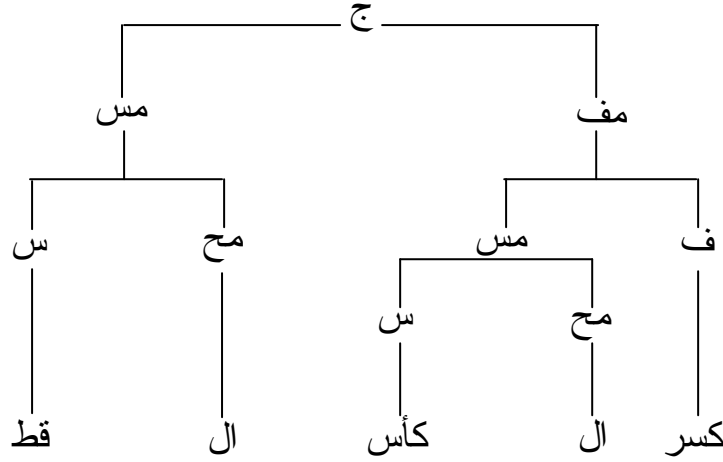 ج
مف مس
ف مس مح س
مح س
كسر ال كأس ال قط